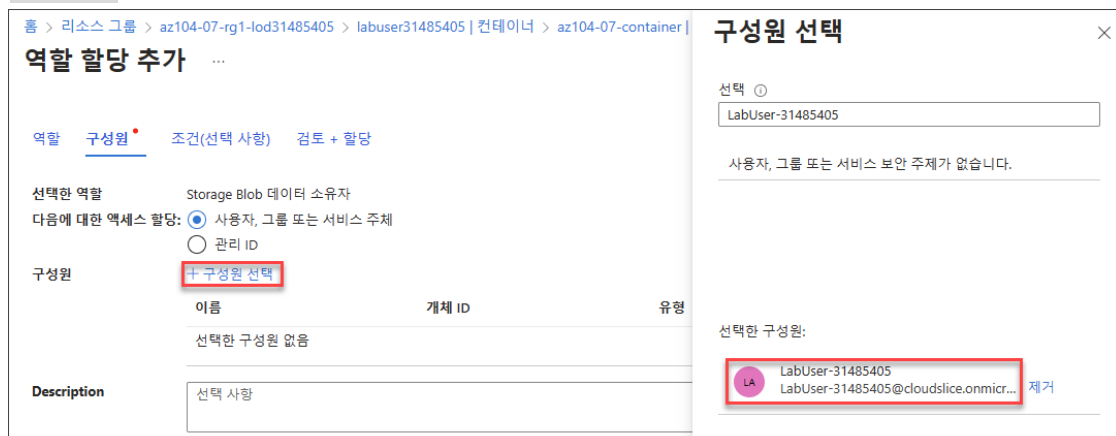 홈 > 리소스 그룹 > az104-07-rg1-lod31485405 > labuser31485405 | 컨테이너 > az104-07-container |
역할 할당 추가 ...
역할 구성원 조건(선택 사항) 검토 + 할당
선택한 역할 Storage Blob 데이터 소유자
다음에 대한 액세스 할당: 사용자, 그룹 또는 서비스 주체
관리 ID
구성원 + 구성원 선택
이름 개체 ID 유형
선택한 구성원 없음
Description 선택 사항
구성원 선택
선택
LabUser-31485405
사용자, 그룹 또는 서비스 보안 주제가 없습니다.
선택한 구성원:
LA LabUser-31485405
LabUser-31485405@cloudslice.onmicr... 제거